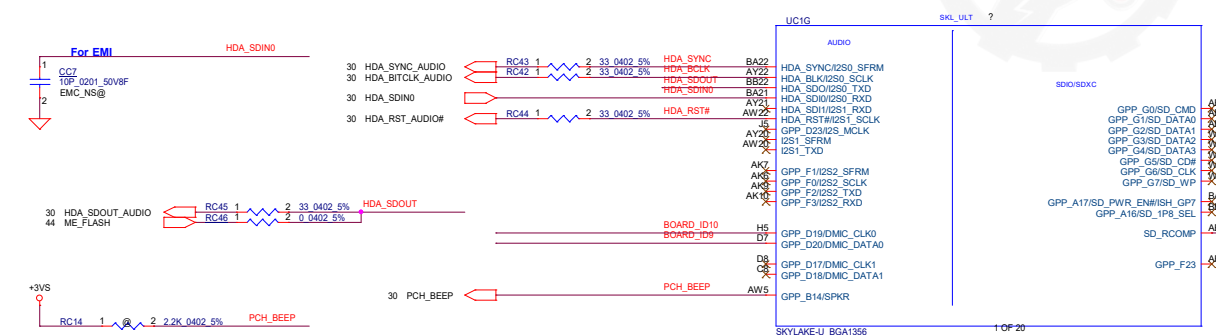 UC1G
SKL_ULT ?
For EMI
HDA_SDIN0
AUDIO
SDIO/SDXC
1
CC7
10P_0201_50V8F
EMC_NS@
2
30 HDA_SYNC_AUDIO RC43 1 2 33_0402_5% HDA_SYNC BA22 HDA_SYNC/I2S0_SFRM
30 HDA_BITCLK_AUDIO RC42 1 2 33_0402_5% HDA_BCLK AY22 HDA_BLK/I2S0_SCLK
HDA_SDOUT BB22 HDA_SDO/I2S0_TXD
30 HDA_SDIN0 HDA_SDIN0 BA21 HDA_SDI0/I2S0_RXD
AY21 HDA_SDI1/I2S1_RXD
30 HDA_RST_AUDIO# RC44 1 2 33_0402_5% HDA_RST# AW22 HDA_RST#/I2S1_SCLK
J5 GPP_D23/I2S_MCLK
AY20 I2S1_SFRM
AW20 I2S1_TXD
AK7 GPP_F1/I2S2_SFRM
AK6 GPP_F0/I2S2_SCLK
AK9 GPP_F2/I2S2_TXD
AK10 GPP_F3/I2S2_RXD
GPP_G0/SD_CMD
GPP_G1/SD_DATA0
GPP_G2/SD_DATA1
GPP_G3/SD_DATA2
GPP_G4/SD_DATA3
GPP_G5/SD_CD#
GPP_G6/SD_CLK
GPP_G7/SD_WP
GPP_A17/SD_PWR_EN#/ISH_GP7
GPP_A16/SD_1P8_SEL
SD_RCOMP
GPP_F23
30 HDA_SDOUT_AUDIO RC45 1 2 33_0402_5% HDA_SDOUT
44 ME_FLASH RC46 1 2 0_0402_5%
BOARD_ID10 H5 GPP_D19/DMIC_CLK0
BOARD_ID9 D7 GPP_D20/DMIC_DATA0
D8 GPP_D17/DMIC_CLK1
C8 GPP_D18/DMIC_DATA1
30 PCH_BEEP PCH_BEEP AW5 GPP_B14/SPKR
+3VS
RC14 1 @ 2 2.2K_0402_5% PCH_BEEP
SKYLAKE-U_BGA1356
1 OF 20